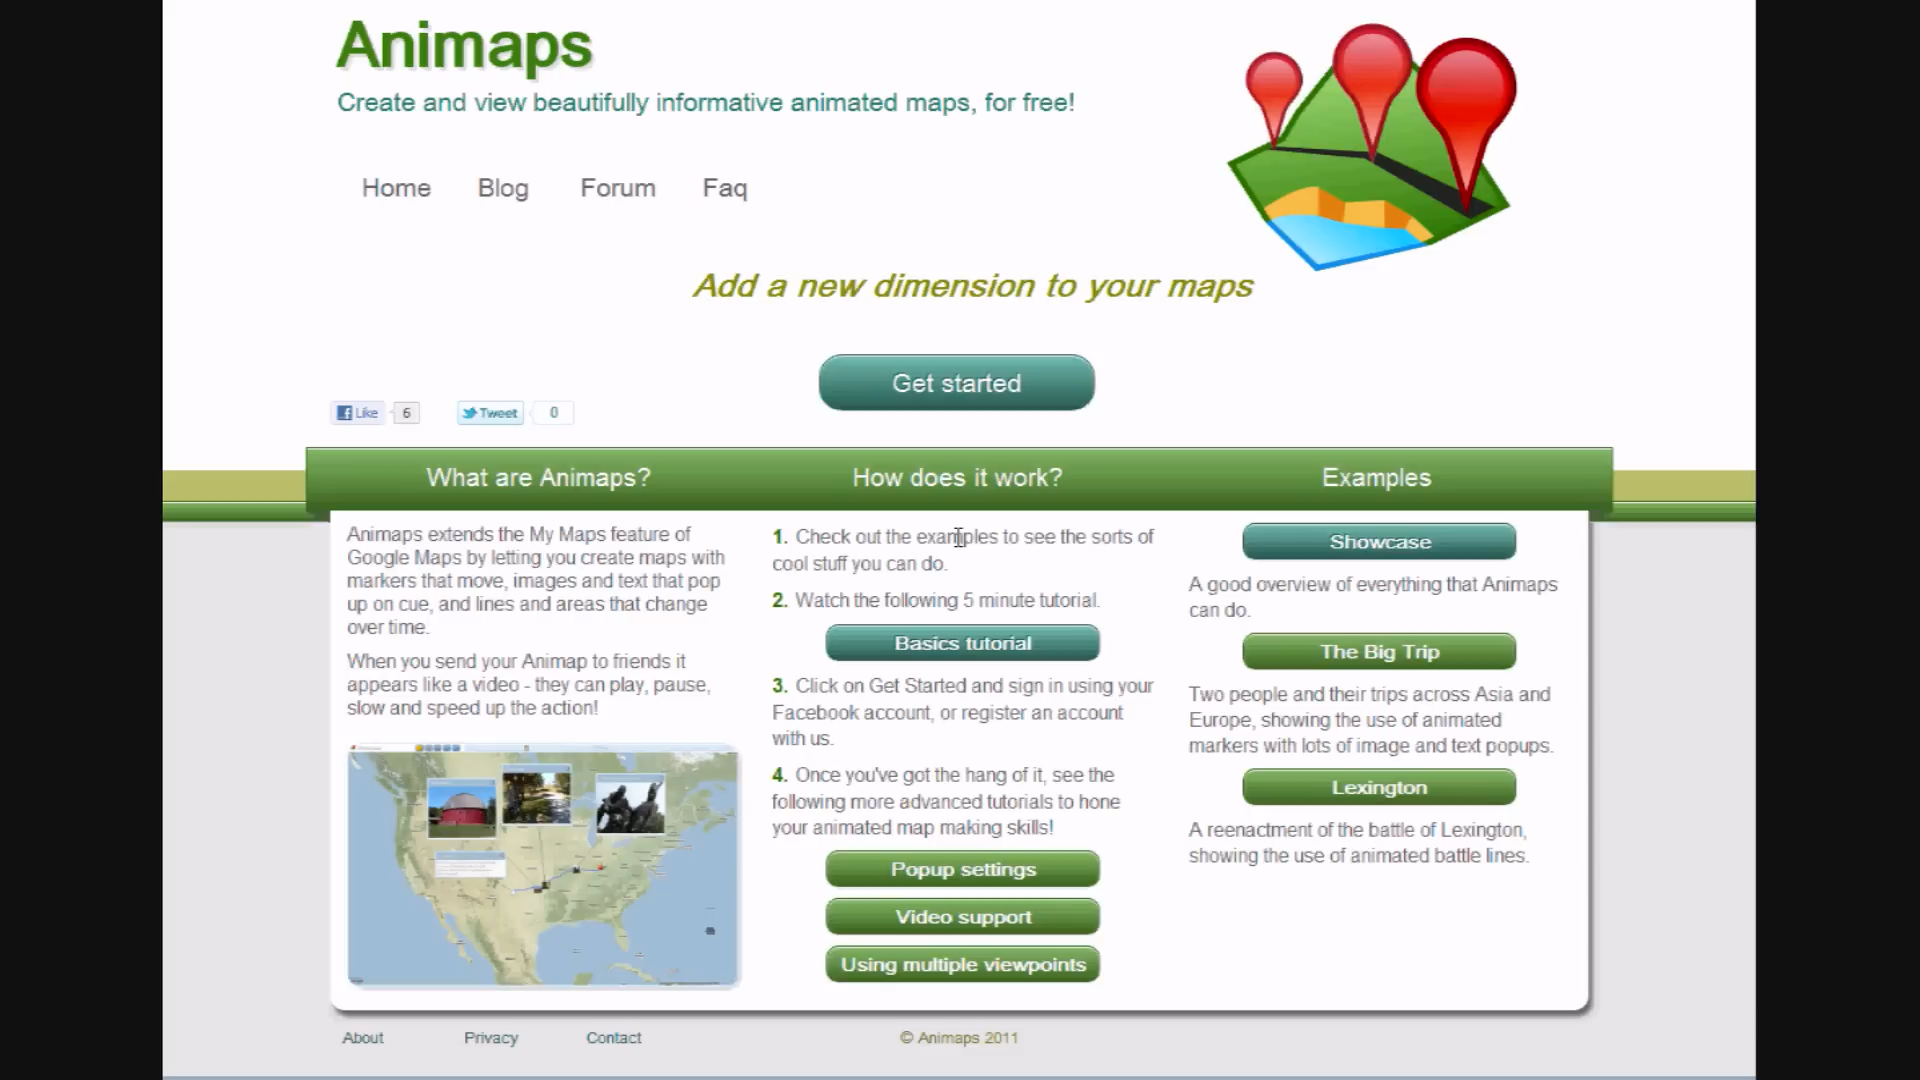 Animaps
Create and view beautifully informative animated maps, for free!
Home
Blog
Forum
Faq
Add a new dimension to your maps
Get started
Like
6
Tweet
0
What are Animaps?
How does it work?
Examples
Animaps extends the My Maps feature of
Google Maps by letting you create maps with
markers that move, images and text that pop
up on cue, and lines and areas that change
over time.
When you send your Animap to friends it
appears like a video - they can play, pause,
slow and speed up the action!
1. Check out the examples to see the sorts of
cool stuff you can do.
2. Watch the following 5 minute tutorial.
Basics tutorial
3. Click on Get Started and sign in using your
Facebook account, or register an account
with us.
4. Once you've got the hang of it, see the
following more advanced tutorials to hone
your animated map making skills!
Popup settings
Video support
Using multiple viewpoints
Showcase
A good overview of everything that Animaps
can do.
The Big Trip
Two people and their trips across Asia and
Europe, showing the use of animated
markers with lots of image and text popups.
Lexington
A reenactment of the battle of Lexington,
showing the use of animated battle lines.
About
Privacy
Contact
© Animaps 2011